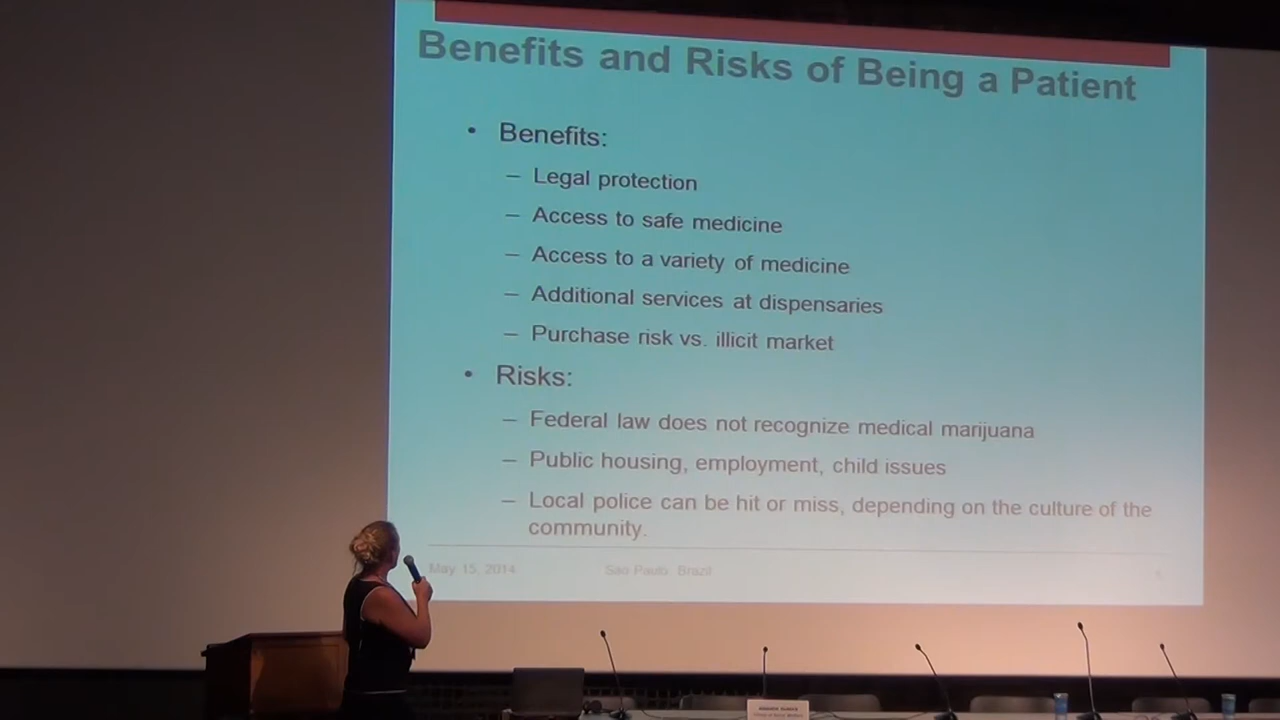 Benefits and Risks of Being a Patient
• Benefits:
– Legal protection
– Access to safe medicine
– Access to a variety of medicine
– Additional services at dispensaries
– Purchase risk vs. illicit market
• Risks:
– Federal law does not recognize medical marijuana
– Public housing, employment, child issues
– Local police can be hit or miss, depending on the culture of the
community.
May 15, 2014 Sao Paulo, Brazil